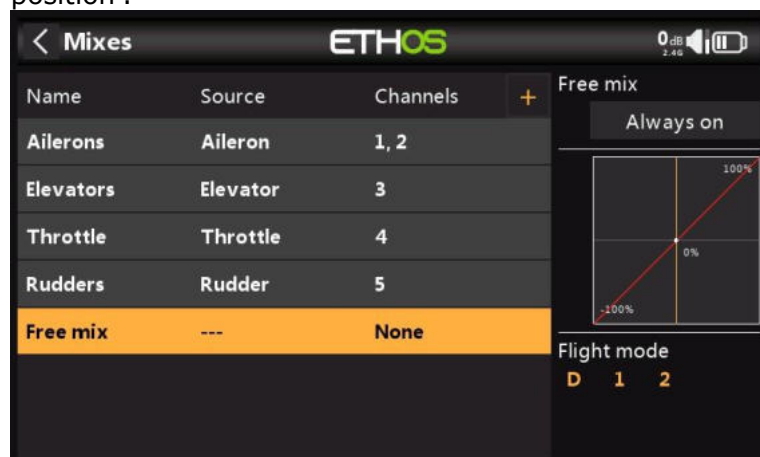 position .
Mixes
ETHOS
0dB
2.4G
Name Source Channels +
Ailerons Aileron 1, 2
Elevators Elevator 3
Throttle Throttle 4
Rudders Rudder 5
Free mix --- None
Free mix
Always on
100%
0%
-100%
Flight mode
D 1 2